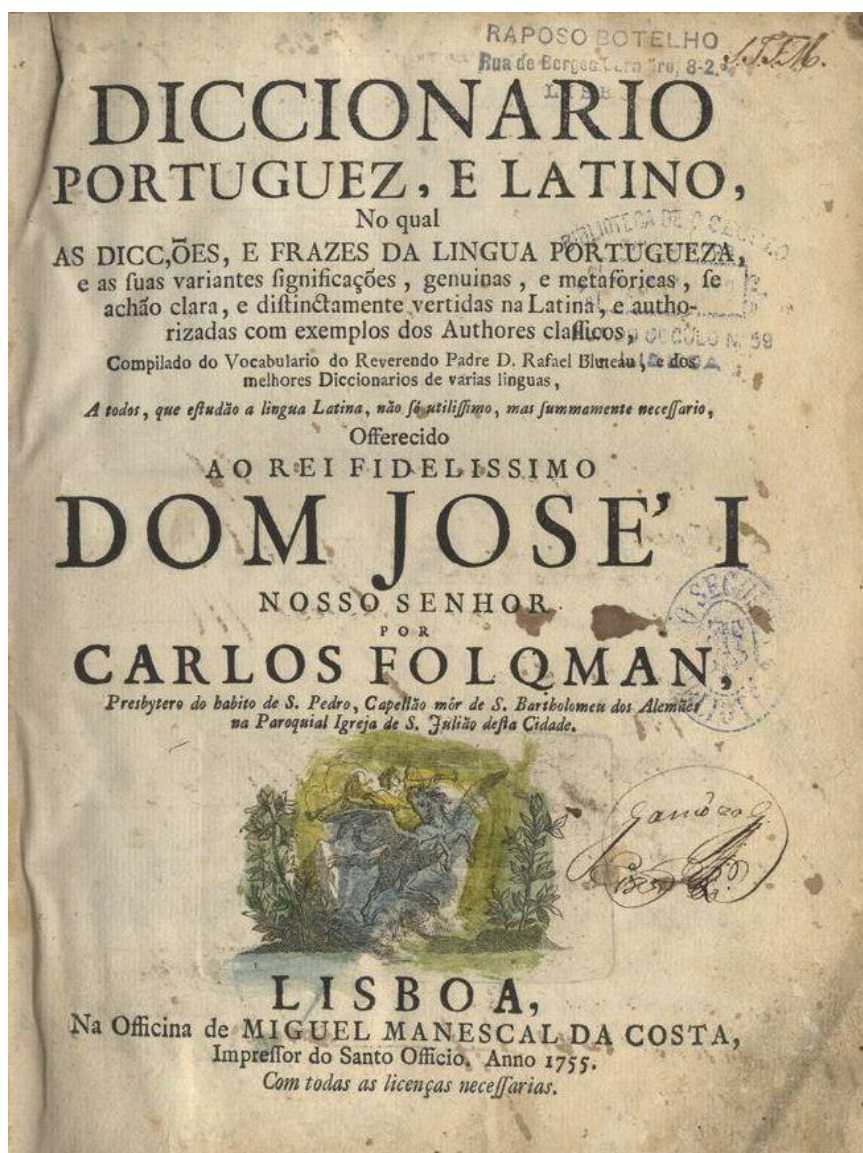 RAPOSO BOTELHO
Rua de
8-2.
DICCIONARIO
PORTUGUEZ, E LATINO,
No qual
AS DICC,ÕES, E FRAZES DA LINGUA PORTUGUEZA,
e as ſuas variantes ſignificações, genuinas, e metaforicas, ſe
achão clara, e diſtinctamente vertidas na Latina, e autho-
rizadas com exemplos dos Authores claſſicos,
Compilado do Vocabulario do Reverendo Padre D. Rafael Bluteau, e dos
melhores Diccionarios de varias linguas,
A todos, que eſtudão a lingua Latina, não ſó utiliſſimo, mas ſummamente neceſſario,
Offerecido
AO REI FIDELISSIMO
DOM JOSE' I
NOSSO SENHOR
POR
CARLOS FOLQMAN,
Presbytero do habito de S. Pedro, Capellão mór de S. Bartholomeu dos Alemães
na Paroquial Igreja de S. Julião deſta Cidade.
LISBOA,
Na Officina de MIGUEL MANESCAL DA COSTA,
Impreſſor do Santo Officio. Anno 1755.
Com todas as licenças neceſſarias.